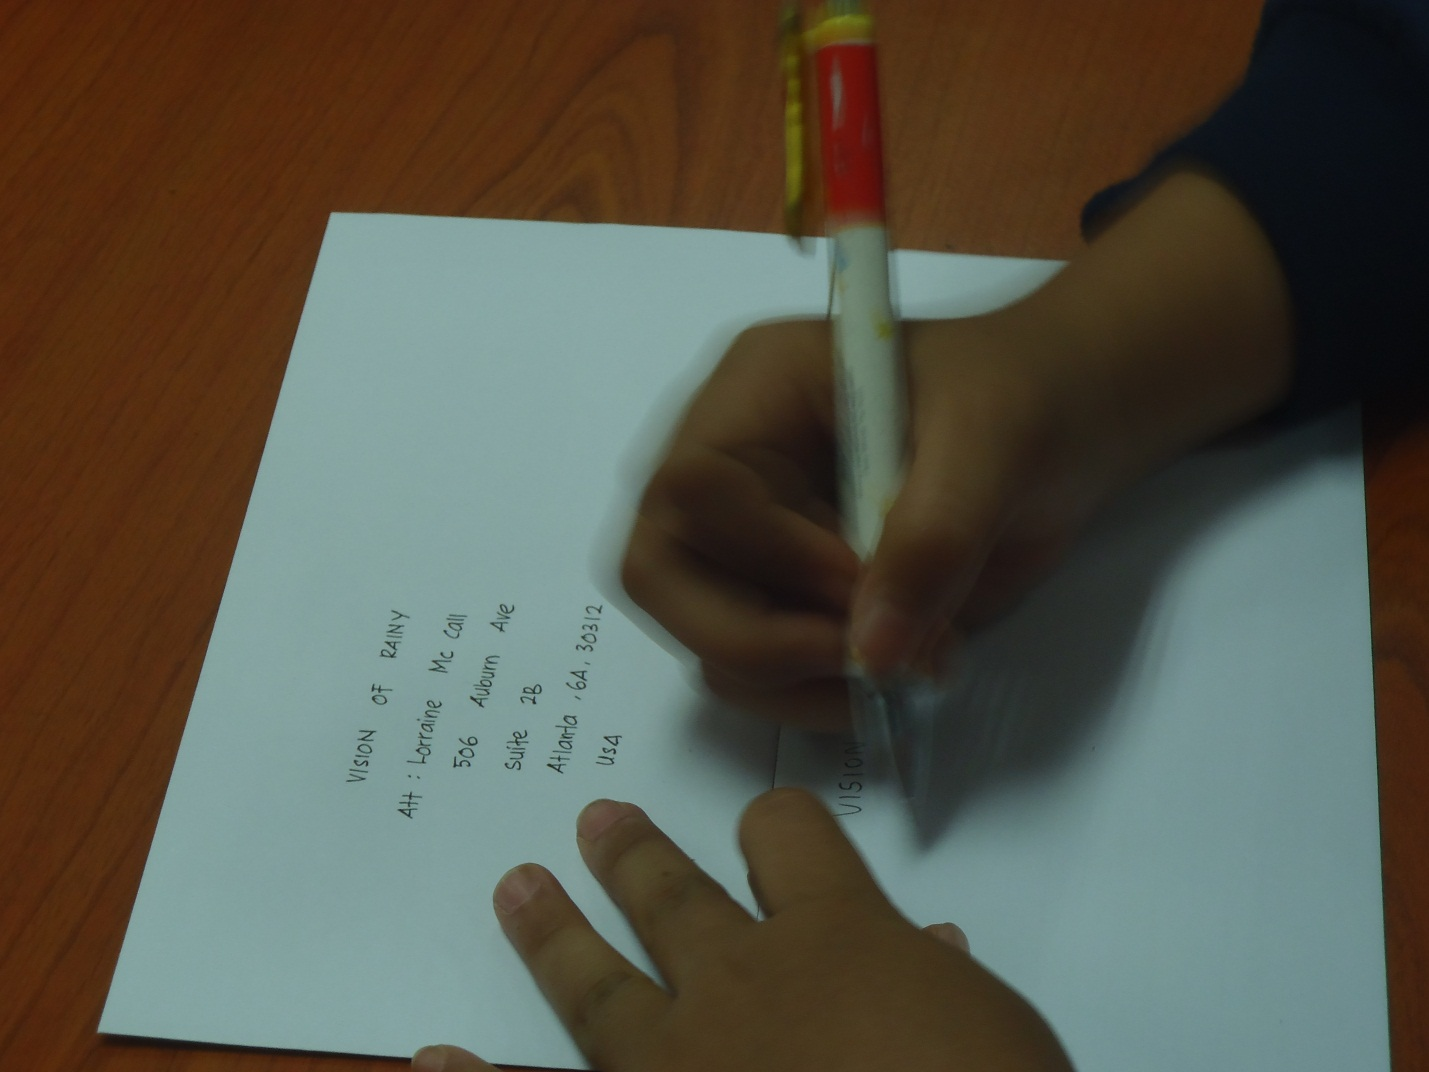 VISION OF RAINY
Att : Lorraine Mc Call
506 Auburn Ave
Suite 2B
Atlanta , GA, 30312
USA
VISION